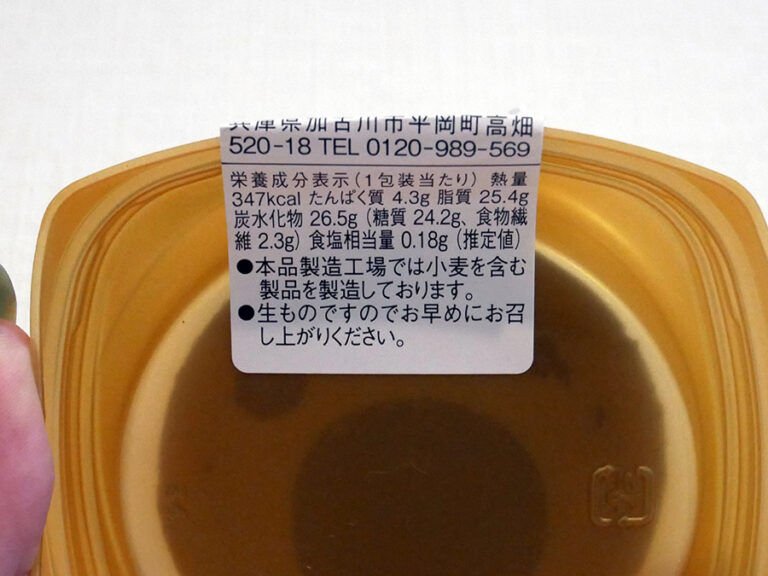 兵庫県加古川市平岡町高畑
520-18 TEL 0120-989-569
栄養成分表示(1包装当たり) 熱量
347kcal たんぱく質 4.3g 脂質 25.4g
炭水化物 26.5g (糖質 24.2g、食物繊
維 2.3g) 食塩相当量 0.18g (推定値)
●本品製造工場では小麦を含む
製品を製造しております。
●生ものですのでお早めにお召
し上がりください。
プラ